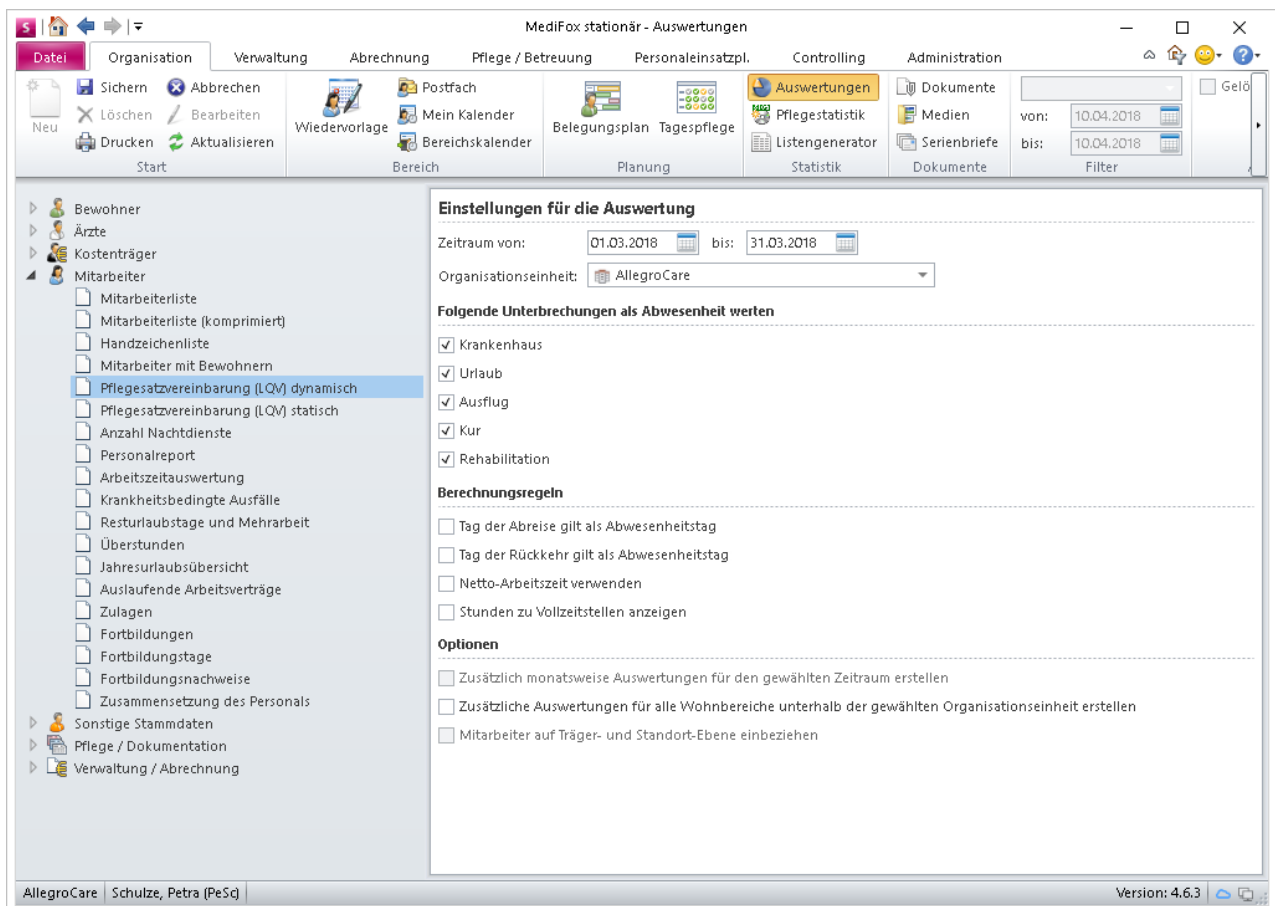 MediFox stationär - Auswertungen
Datei Organisation Verwaltung Abrechnung Pflege / Betreuung Personaleinsatzpl. Controlling Administration
Neu
Sichern
Abbrechen
Löschen
Bearbeiten
Drucken
Aktualisieren
Start
Wiedervorlage
Postfach
Mein Kalender
Bereichskalender
Bereich
Belegungsplan
Tagespflege
Planung
Auswertungen
Pflegestatistik
Listengenerator
Statistik
Dokumente
Medien
Serienbriefe
Dokumente
von: 10.04.2018
bis: 10.04.2018
Filter
Gelö
Bewohner
Ärzte
Kostenträger
Mitarbeiter
Mitarbeiterliste
Mitarbeiterliste (komprimiert)
Handzeichenliste
Mitarbeiter mit Bewohnern
Pflegesatzvereinbarung (LQV) dynamisch
Pflegesatzvereinbarung (LQV) statisch
Anzahl Nachtdienste
Personalreport
Arbeitszeitauswertung
Krankheitsbedingte Ausfälle
Resturlaubstage und Mehrarbeit
Überstunden
Jahresurlaubsübersicht
Auslaufende Arbeitsverträge
Zulagen
Fortbildungen
Fortbildungstage
Fortbildungsnachweise
Zusammensetzung des Personals
Sonstige Stammdaten
Pflege / Dokumentation
Verwaltung / Abrechnung
Einstellungen für die Auswertung
Zeitraum von: 01.03.2018 bis: 31.03.2018
Organisationseinheit: AllegroCare
Folgende Unterbrechungen als Abwesenheit werten
Krankenhaus
Urlaub
Ausflug
Kur
Rehabilitation
Berechnungsregeln
Tag der Abreise gilt als Abwesenheitstag
Tag der Rückkehr gilt als Abwesenheitstag
Netto-Arbeitszeit verwenden
Stunden zu Vollzeitstellen anzeigen
Optionen
Zusätzlich monatsweise Auswertungen für den gewählten Zeitraum erstellen
Zusätzliche Auswertungen für alle Wohnbereiche unterhalb der gewählten Organisationseinheit erstellen
Mitarbeiter auf Träger- und Standort-Ebene einbeziehen
AllegroCare Schulze, Petra (PeSc) Version: 4.6.3